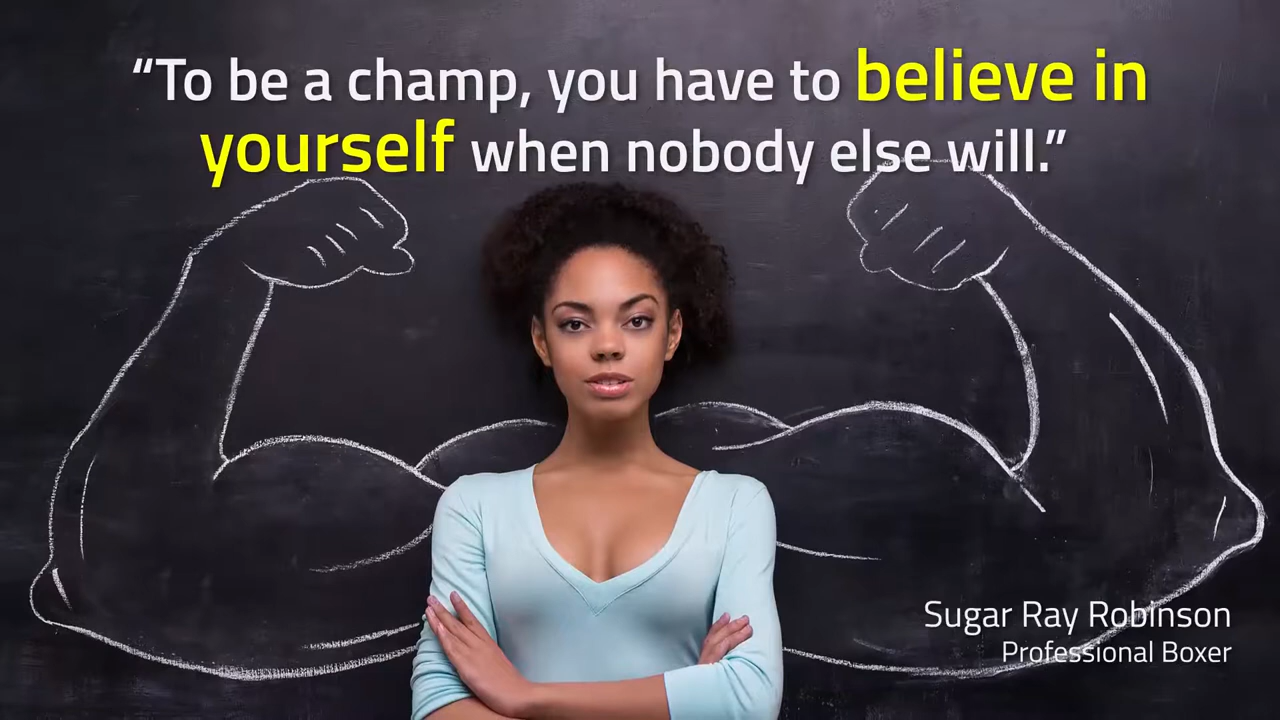 “To be a champ, you have to believe in
yourself when nobody else will.”
Sugar Ray Robinson
Professional Boxer